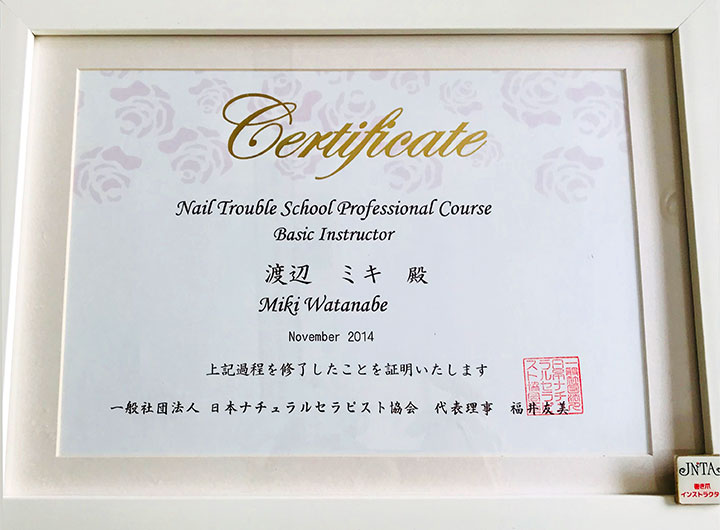 Certificate
Nail Trouble School Professional Course
Basic Instructor
渡辺 ミキ 殿
Miki Watanabe
November 2014
上記過程を修了したことを証明いたします
一般社団法人 日本ナチュラルセラピスト協会 代表理事 福井友美
JNTA
巻き爪
インストラクタ